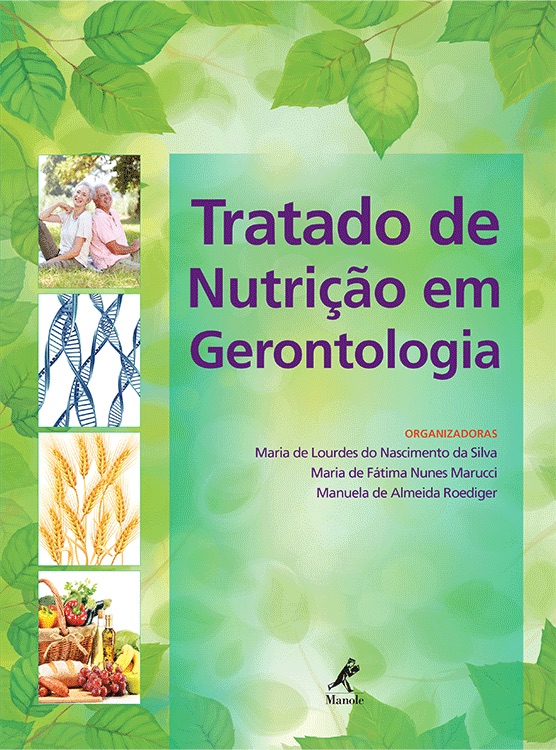 Tratado de
Nutrição em
Gerontologia
ORGANIZADORAS
Maria de Lourdes do Nascimento da Silva
Maria de Fátima Nunes Marucci
Manuela de Almeida Roediger
Manole